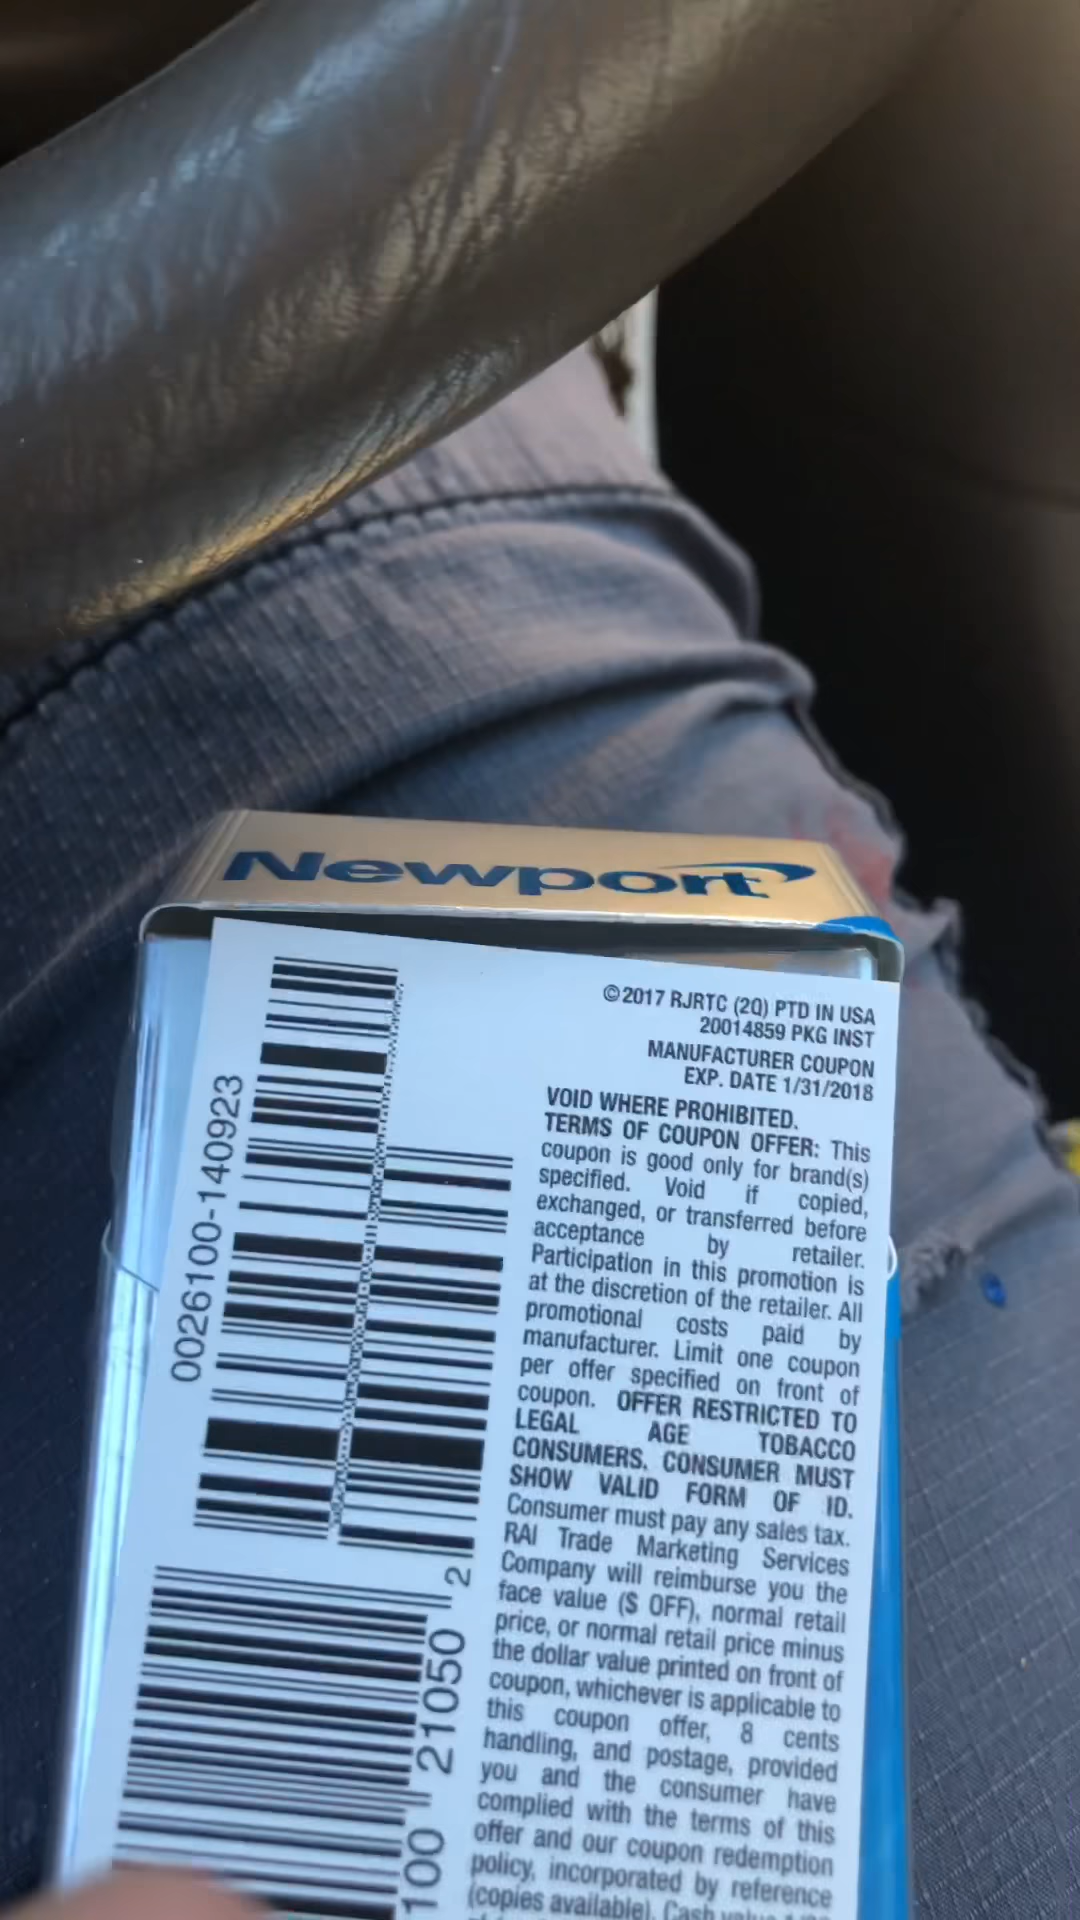 Newport
©2017 RJRTC (2Q) PTD IN USA
20014859 PKG INST
MANUFACTURER COUPON
EXP. DATE 1/31/2018
VOID WHERE PROHIBITED.
TERMS OF COUPON OFFER: This
coupon is good only for brand(s)
specified. Void if copied,
exchanged, or transferred before
acceptance by retailer.
Participation in this promotion is
at the discretion of the retailer. All
promotional costs paid by
manufacturer. Limit one coupon
per offer specified on front of
coupon. OFFER RESTRICTED TO
LEGAL AGE TOBACCO
CONSUMERS. CONSUMER MUST
SHOW VALID FORM OF ID.
Consumer must pay any sales tax.
RAI Trade Marketing Services
Company will reimburse you the
face value ($ OFF), normal retail
price, or normal retail price minus
the dollar value printed on front of
coupon, whichever is applicable to
this coupon offer, 8 cents
handling, and postage, provided
you and the consumer have
complied with the terms of this
offer and our coupon redemption
policy, incorporated by reference
(copies available). Cash value
0026100-140923
100 21050 2